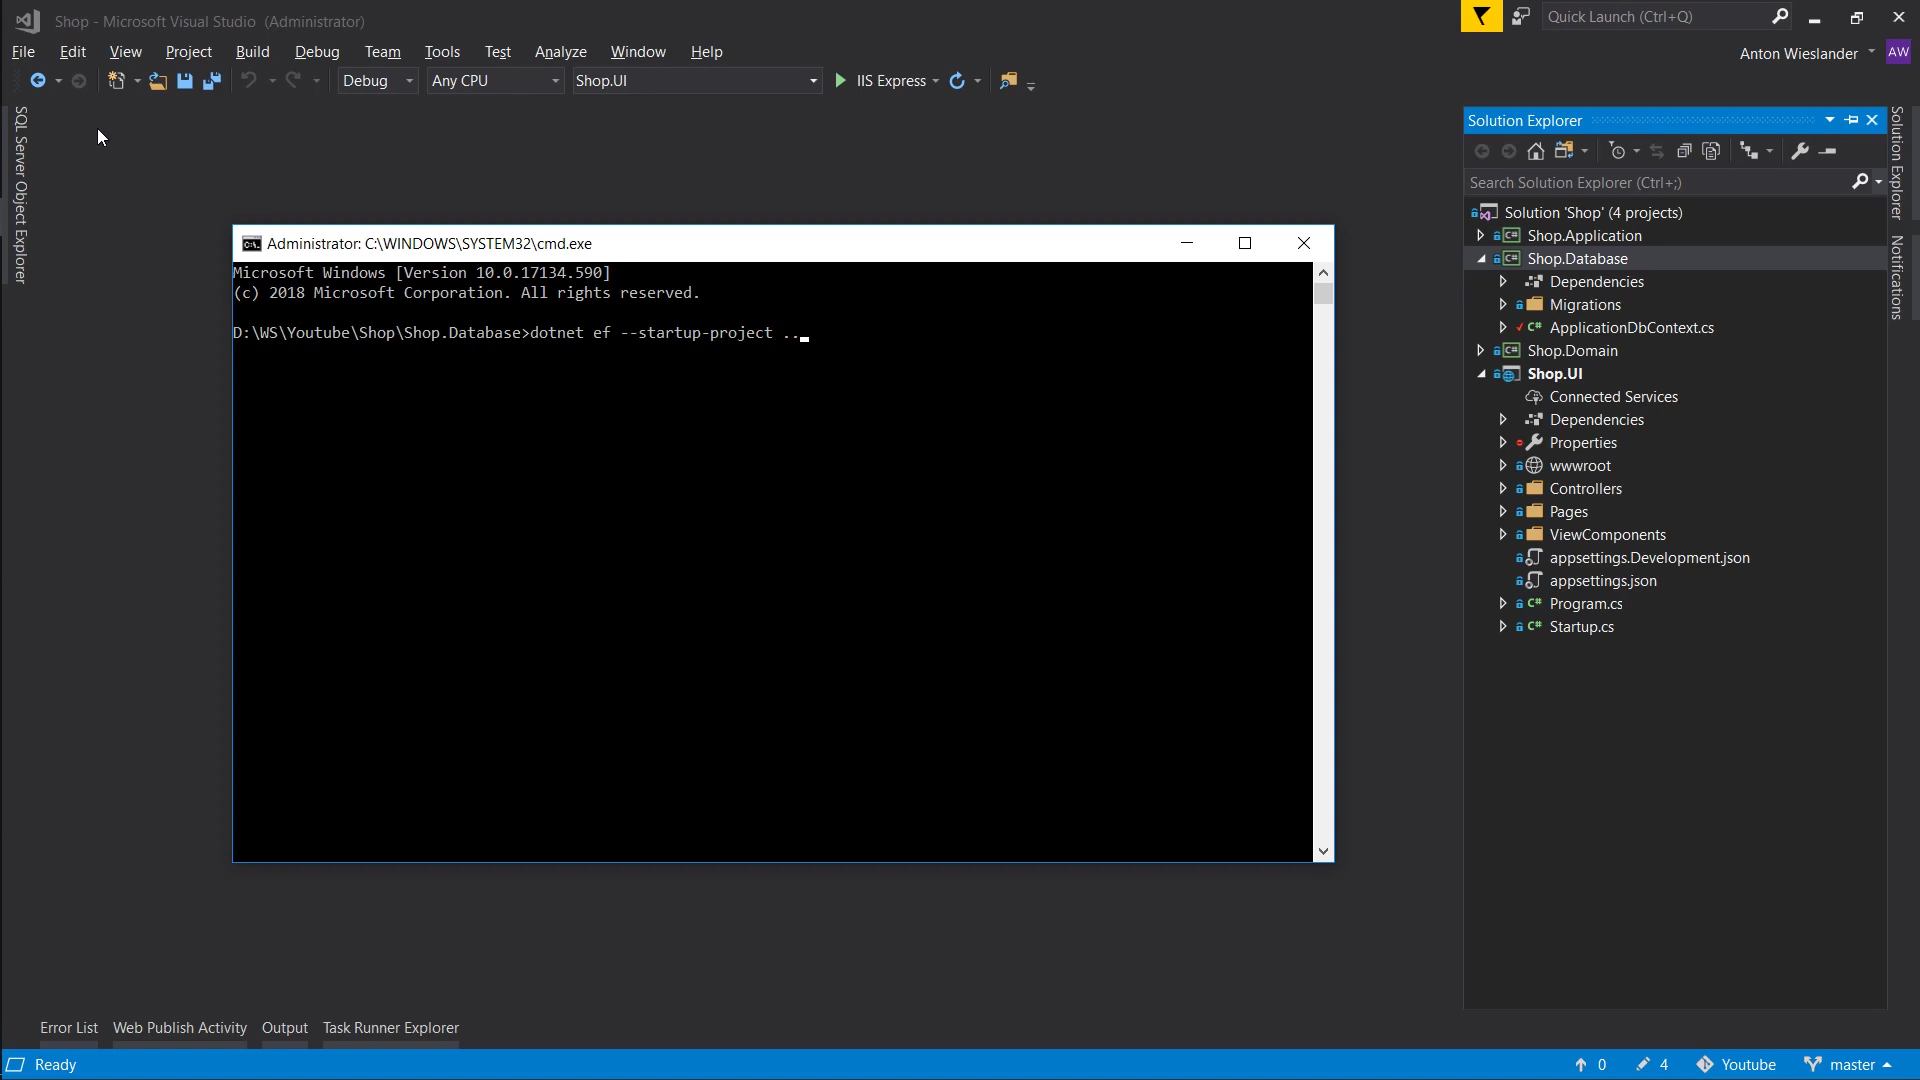 Shop - Microsoft Visual Studio (Administrator)
Quick Launch (Ctrl+Q)
File Edit View Project Build Debug Team Tools Test Analyze Window Help
Anton Wieslander AW
Debug Any CPU Shop.UI IIS Express
SQL Server Object Explorer
Solution Explorer
Solution Explorer
Notifications
Search Solution Explorer (Ctrl+;)
Solution 'Shop' (4 projects)
Shop.Application
Shop.Database
Dependencies
Migrations
ApplicationDbContext.cs
Shop.Domain
Shop.UI
Connected Services
Dependencies
Properties
wwwroot
Controllers
Pages
ViewComponents
appsettings.Development.json
appsettings.json
Program.cs
Startup.cs
Administrator: C:\WINDOWS\SYSTEM32\cmd.exe
Microsoft Windows [Version 10.0.17134.590]
(c) 2018 Microsoft Corporation. All rights reserved.
D:\WS\Youtube\Shop\Shop.Database>dotnet ef --startup-project ..
Error List Web Publish Activity Output Task Runner Explorer
Ready
0 4 Youtube master